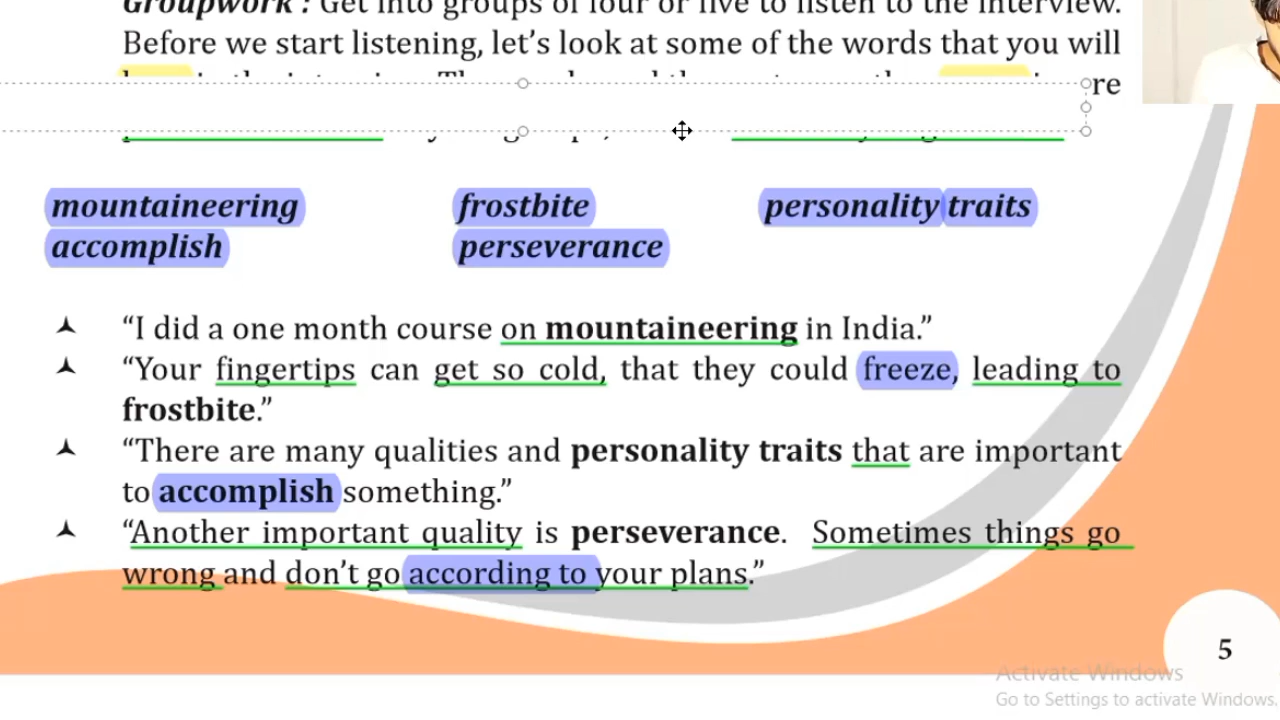 Groupwork : Get into groups of four or five to listen to the interview.
Before we start listening, let's look at some of the words that you will
re
mountaineering frostbite personality traits
accomplish perseverance
“I did a one month course on mountaineering in India.”
“Your fingertips can get so cold, that they could freeze, leading to
frostbite.”
“There are many qualities and personality traits that are important
to accomplish something.”
“Another important quality is perseverance. Sometimes things go
wrong and don't go according to your plans.”
5
Activate Windows
Go to Settings to activate Windows.